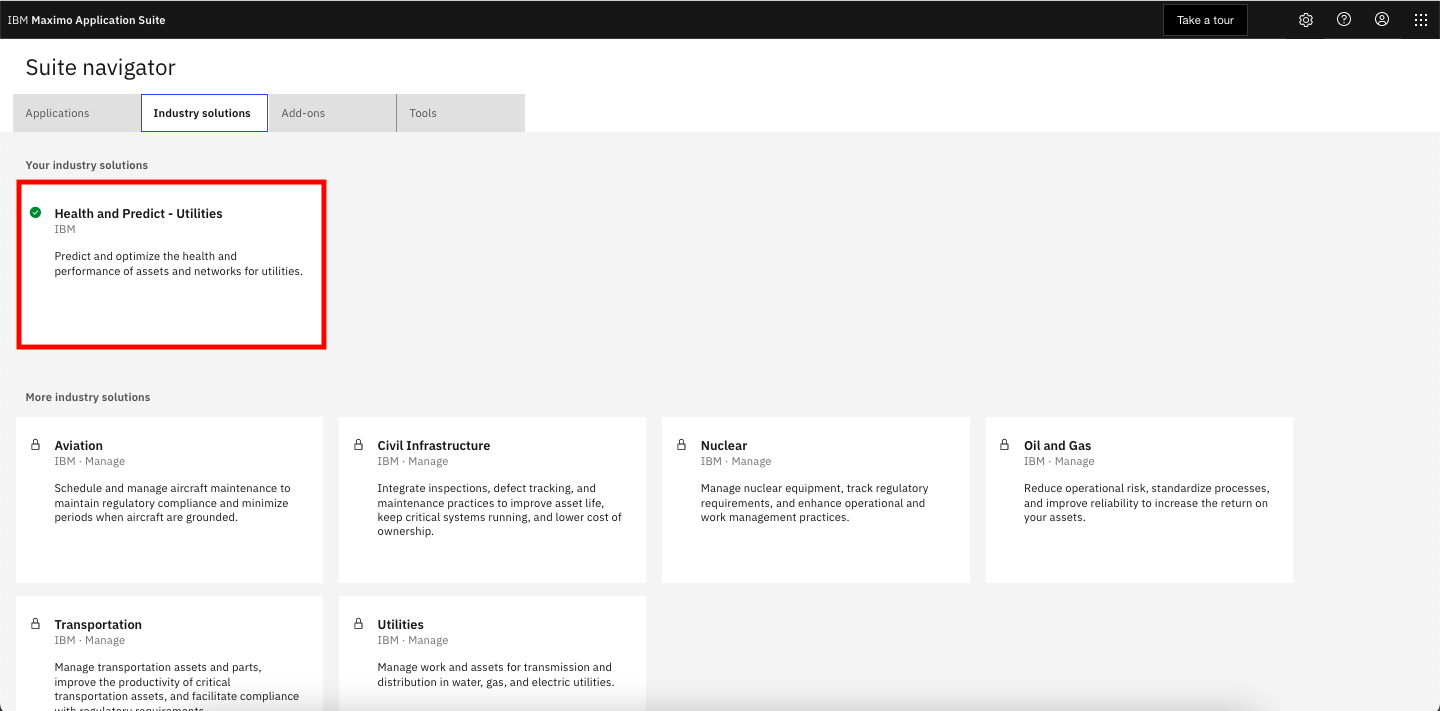 IBM Maximo Application Suite
Take a tour
Suite navigator
Applications
Industry solutions
Add-ons
Tools
Your industry solutions
Health and Predict - Utilities
IBM
Predict and optimize the health and
performance of assets and networks for utilities.
More industry solutions
Aviation
IBM · Manage
Schedule and manage aircraft maintenance to
maintain regulatory compliance and minimize
periods when aircraft are grounded.
Civil Infrastructure
IBM · Manage
Integrate inspections, defect tracking, and
maintenance practices to improve asset life,
keep critical systems running, and lower cost of
ownership.
Nuclear
IBM · Manage
Manage nuclear equipment, track regulatory
requirements, and enhance operational and
work management practices.
Oil and Gas
IBM · Manage
Reduce operational risk, standardize processes,
and improve reliability to increase the return on
your assets.
Transportation
IBM · Manage
Manage transportation assets and parts,
improve the productivity of critical
transportation assets, and facilitate compliance
with regulatory requirements.
Utilities
IBM · Manage
Manage work and assets for transmission and
distribution in water, gas, and electric utilities.